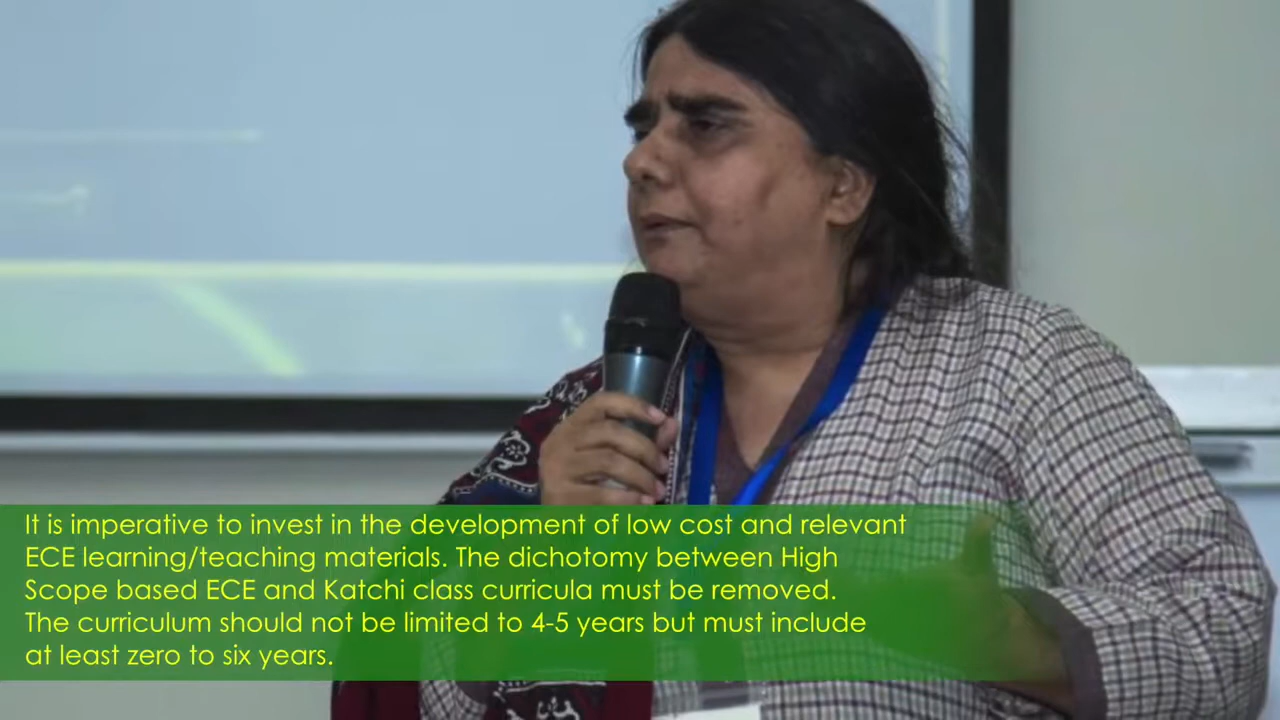 It is imperative to invest in the development of low cost and relevant
ECE learning/teaching materials. The dichotomy between High
Scope based ECE and Katchi class curricula must be removed.
The curriculum should not be limited to 4-5 years but must include
at least zero to six years.